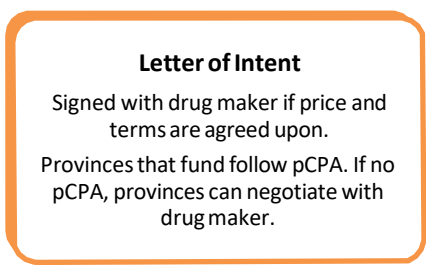 Letter of Intent
Signed with drug maker if price and
terms are agreed upon.
Provinces that fund follow pCPA. If no
pCPA, provinces can negotiate with
drug maker.